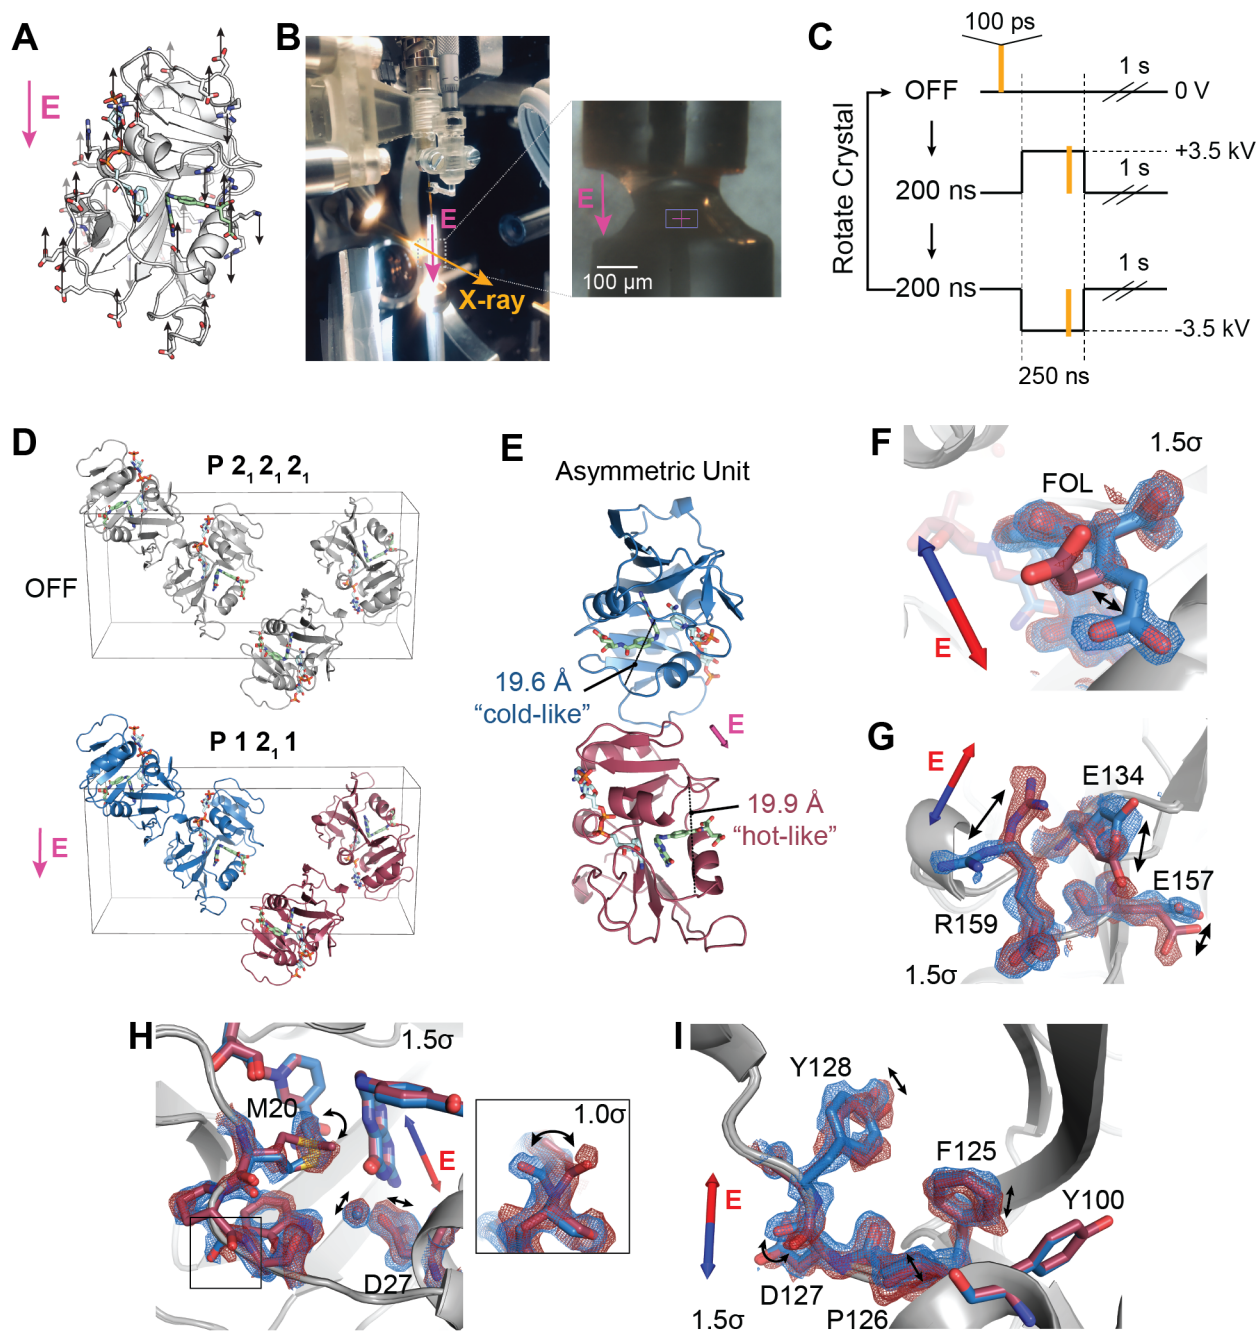 A
E
B
E
X-ray
E
100 µm
C
100 ps
Rotate Crystal
OFF
1 s
0 V
+3.5 kV
200 ns
1 s
200 ns
1 s
-3.5 kV
250 ns
D
P 2₁ 2₁ 2₁
OFF
P 1 2₁ 1
E
E
Asymmetric Unit
19.6 Å
“cold-like”
E
19.9 Å
“hot-like”
F
1.5σ
FOL
E
G
E
E134
E157
R159
1.5σ
H
1.5σ
M20
E
D27
1.0σ
I
Y128
F125
E
Y100
D127
P126
1.5σ